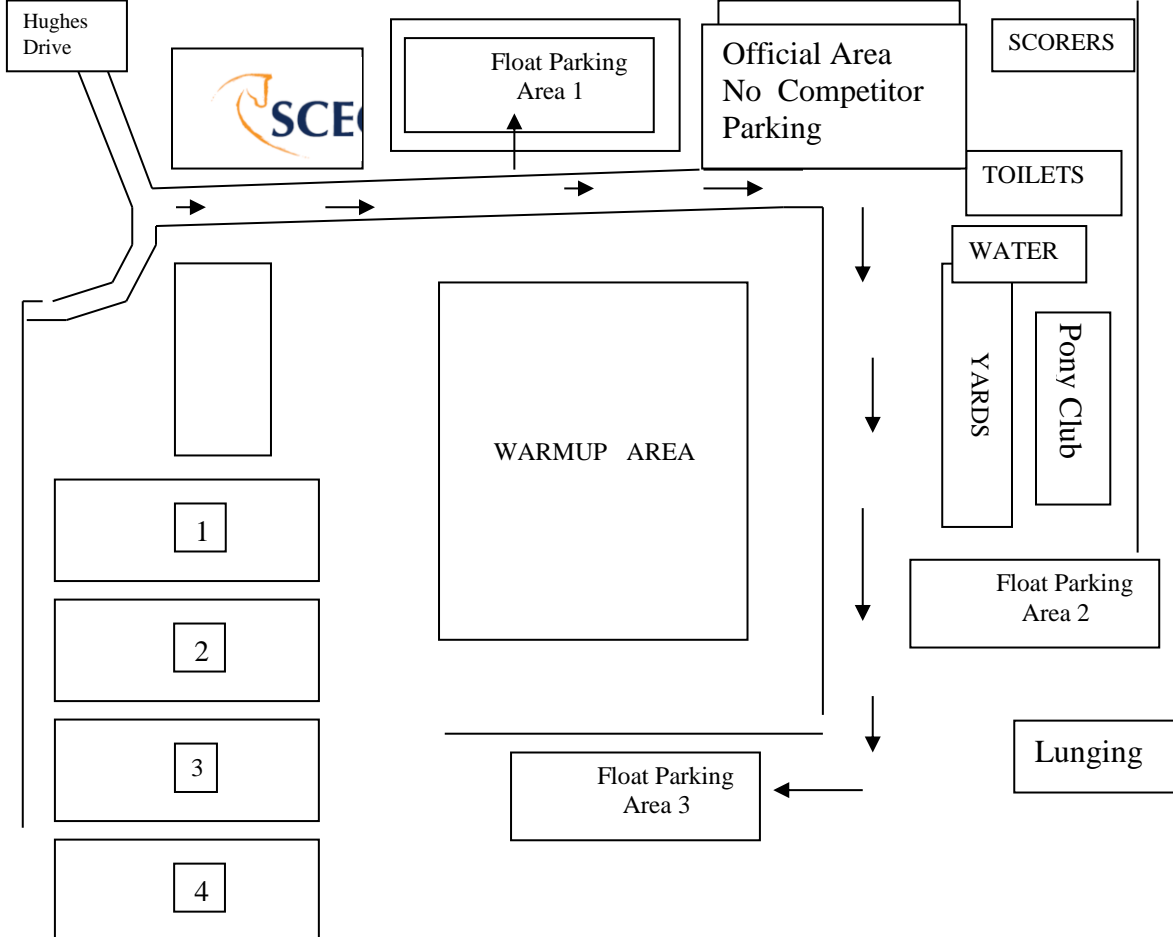 Hughes
Drive
SCE
Float Parking
Area 1
Official Area
No Competitor
Parking
SCORERS
TOILETS
WATER
YARDS
Pony Club
WARMUP AREA
1
2
3
4
Float Parking
Area 2
Lunging
Float Parking
Area 3